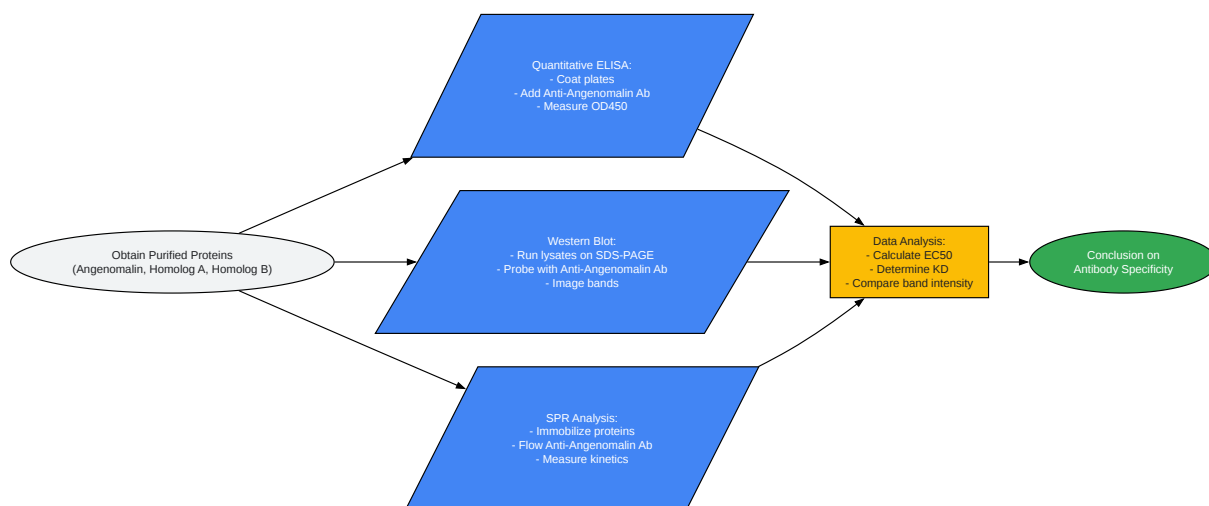 Obtain Purified Proteins
(Angenomalin, Homolog A, Homolog B)
Quantitative ELISA:
- Coat plates
- Add Anti-Angenomalin Ab
- Measure OD450
Western Blot:
- Run lysates on SDS-PAGE
- Probe with Anti-Angenomalin Ab
- Image bands
SPR Analysis:
- Immobilize proteins
- Flow Anti-Angenomalin Ab
- Measure kinetics
Data Analysis:
- Calculate EC50
- Determine KD
- Compare band intensity
Conclusion on
Antibody Specificity